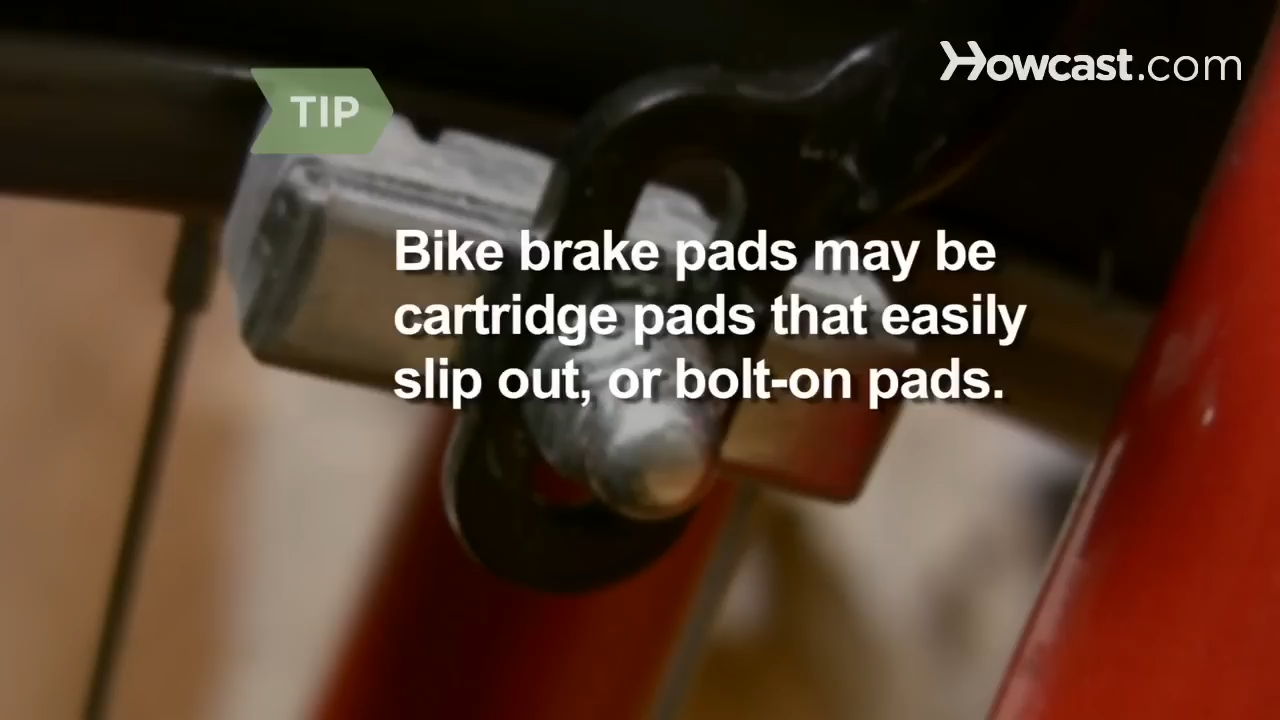 Howcast.com
TIP
Bike brake pads may be
cartridge pads that easily
slip out, or bolt-on pads.